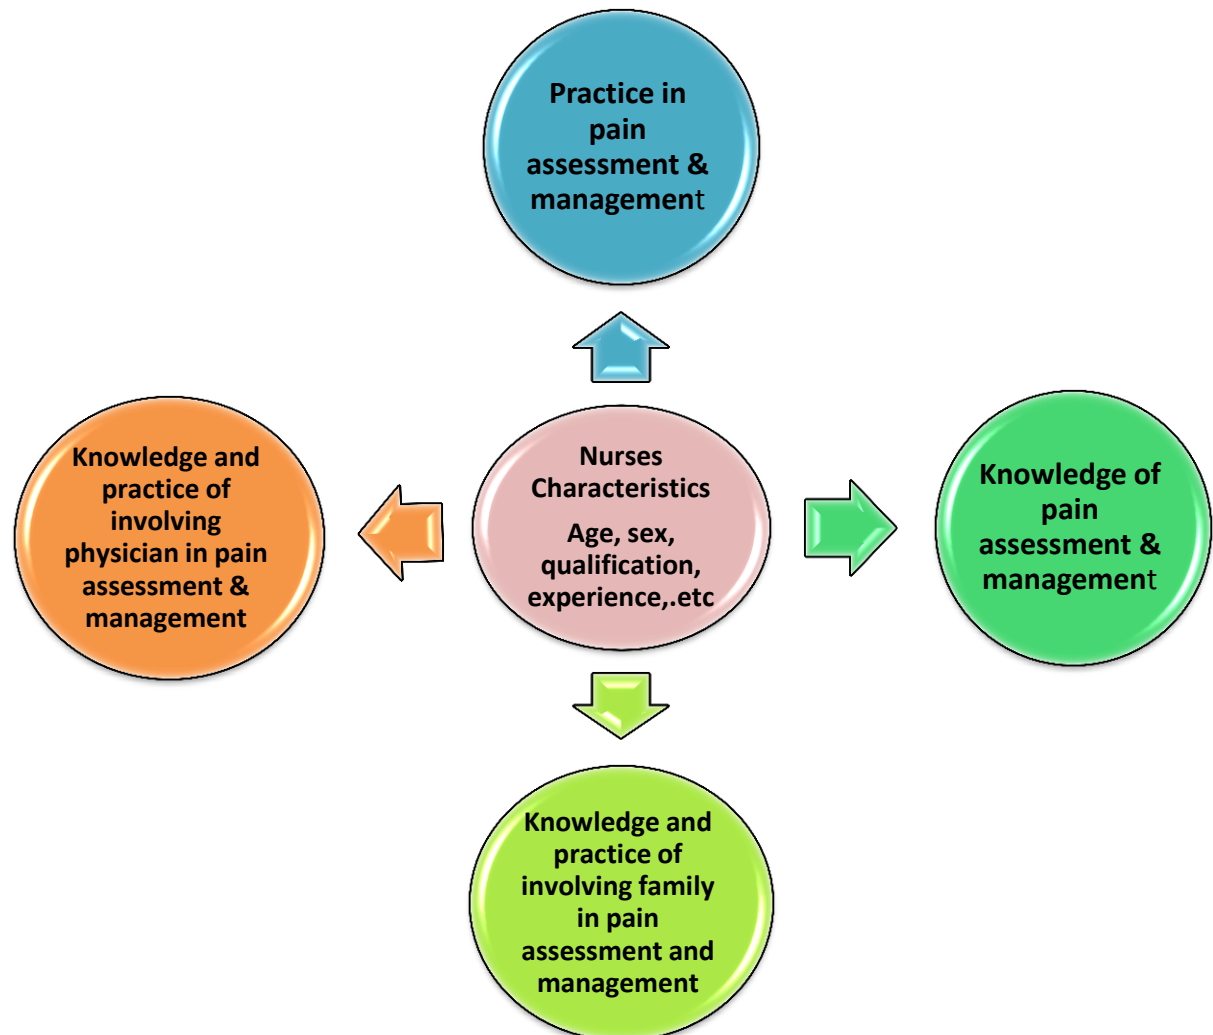 Practice in
pain
assessment &
management
Knowledge and
practice of
involving
physician in pain
assessment &
management
Nurses
Characteristics
Age, sex,
qualification,
experience,.etc
Knowledge of
pain
assessment &
management
Knowledge and
practice of
involving family
in pain
assessment and
management